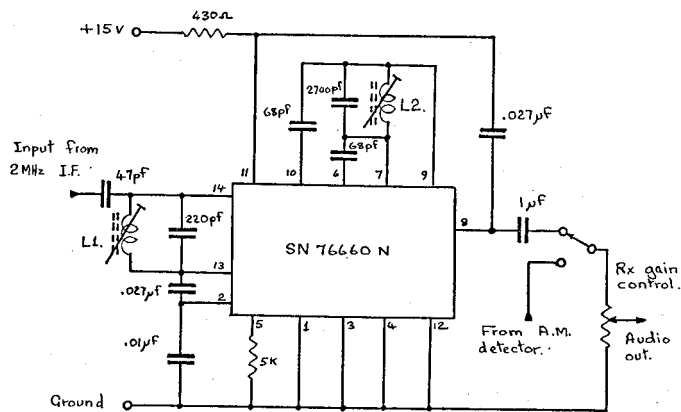 430Ω
+15V
2700pf
L2.
68pf
.027μF
68pf
Input from
2MHz I.F.
47pf
11
10
6
7
9
14
220pf
L1.
SN 76660 N
8
1μF
13
.027μF
2
Rx gain
control.
5
1
3
4
12
.01μF
5K
From A.M.
detector.
Audio
out.
Ground